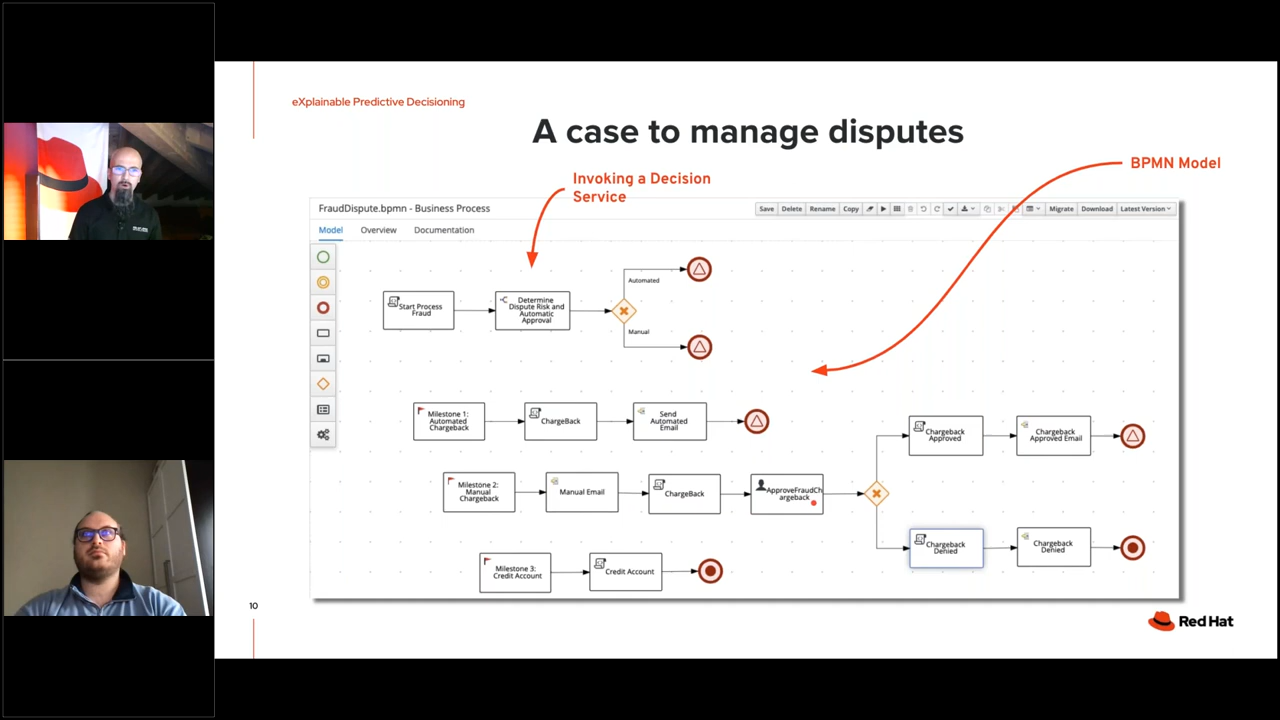 eXplainable Predictive Decisioning
A case to manage disputes
Invoking a Decision
Service
BPMN Model
FraudDispute.bpmn - Business Process
Save
Delete
Rename
Copy
Migrate
Download
Latest Version
Model
Overview
Documentation
Start Process
Fraud
Determine
Dispute Risk and
Automatic
Approval
Automated
Manual
Milestone 1:
Automated
Chargeback
ChargeBack
Send
Automated
Email
Chargeback
Approved
Chargeback
Approved Email
Milestone 2:
Manual
Chargeback
Manual Email
ChargeBack
ApproveFraudCh
argeback
Chargeback
Denied
Chargeback
Denied
Milestone 3:
Credit Account
Credit Account
10
Red Hat